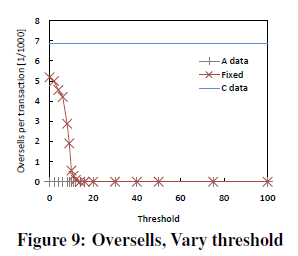 Oversells per transaction [1/1000]
8
7
6
5
4
3
2
1
0
A data
Fixed
C data
0 20 40 60 80 100
Threshold
Figure 9: Oversells, Vary threshold